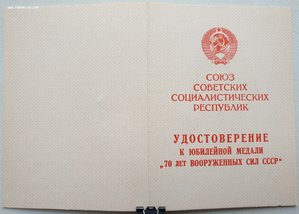 СОЮЗ
СОВЕТСКИХ
СОЦИАЛИСТИЧЕСКИХ
РЕСПУБЛИК
УДОСТОВЕРЕНИЕ
К ЮБИЛЕЙНОЙ МЕДАЛИ
„70 ЛЕТ ВООРУЖЕННЫХ СИЛ СССР“